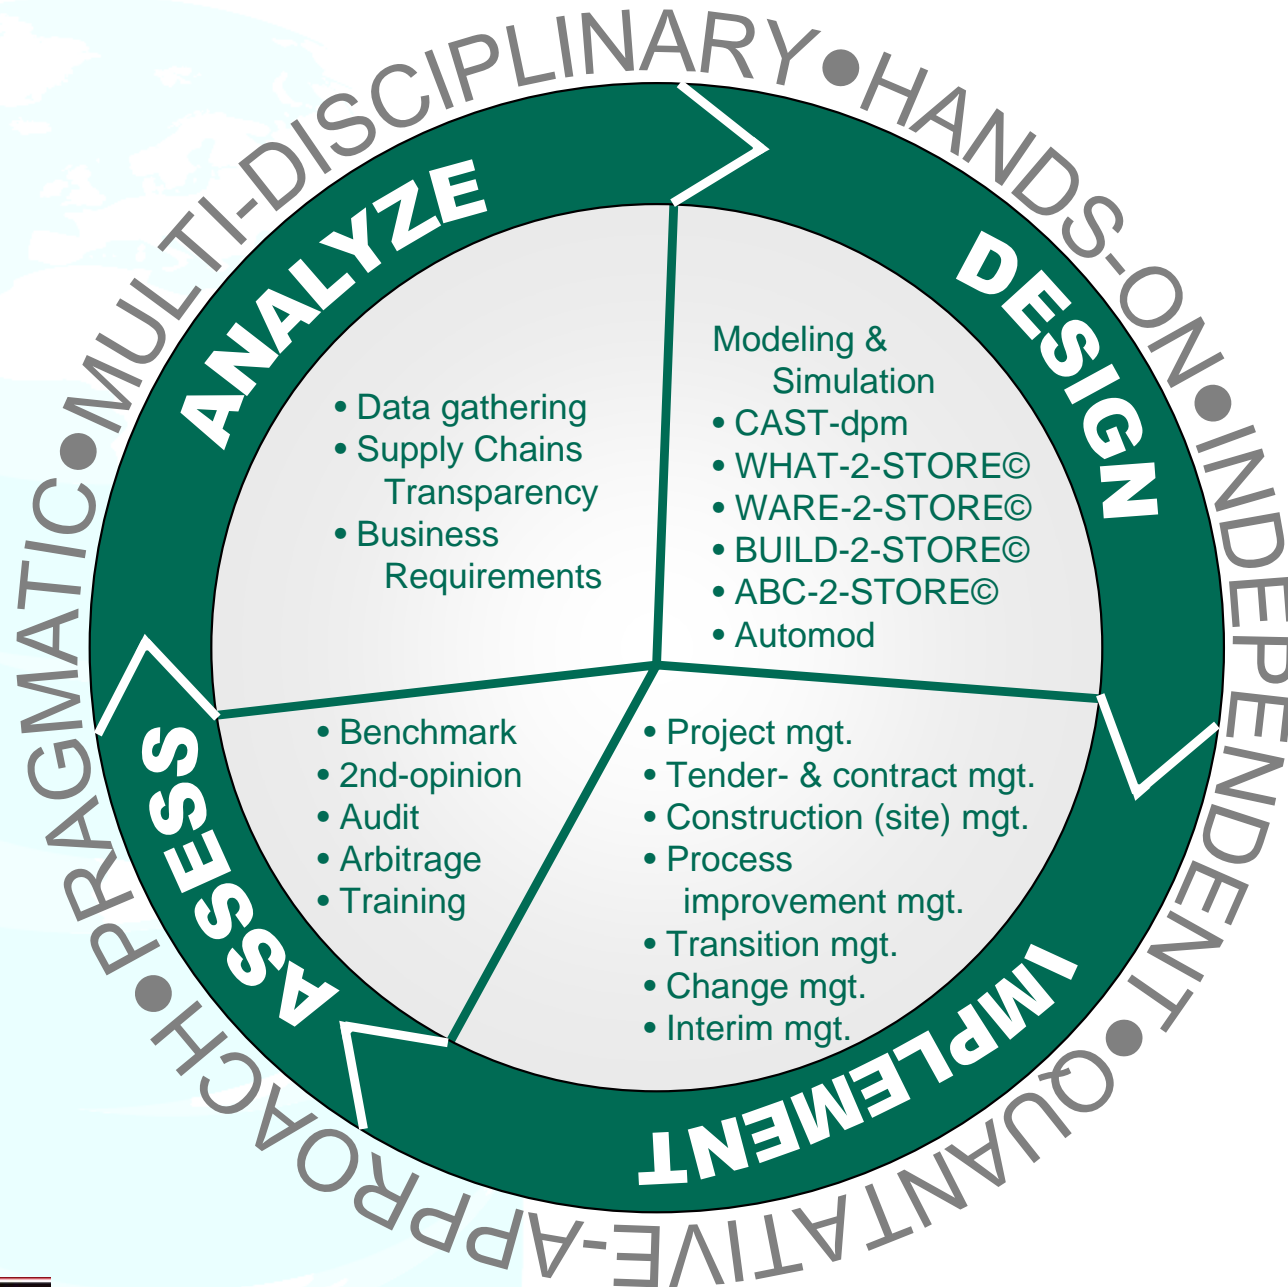 MULTI-DISCIPLINARY•HANDS-ON•INDEPENDENT•QUANTATIVE-APPROACH•PRAGMATIC•
ANALYZE
• Data gathering
• Supply Chains
Transparency
• Business
Requirements
DESIGN
Modeling &
Simulation
• CAST-dpm
• WHAT-2-STORE©
• WARE-2-STORE©
• BUILD-2-STORE©
• ABC-2-STORE©
• Automod
IMPLEMENT
• Project mgt.
• Tender- & contract mgt.
• Construction (site) mgt.
• Process
improvement mgt.
• Transition mgt.
• Change mgt.
• Interim mgt.
ASSESS
• Benchmark
• 2nd-opinion
• Audit
• Arbitrage
• Training